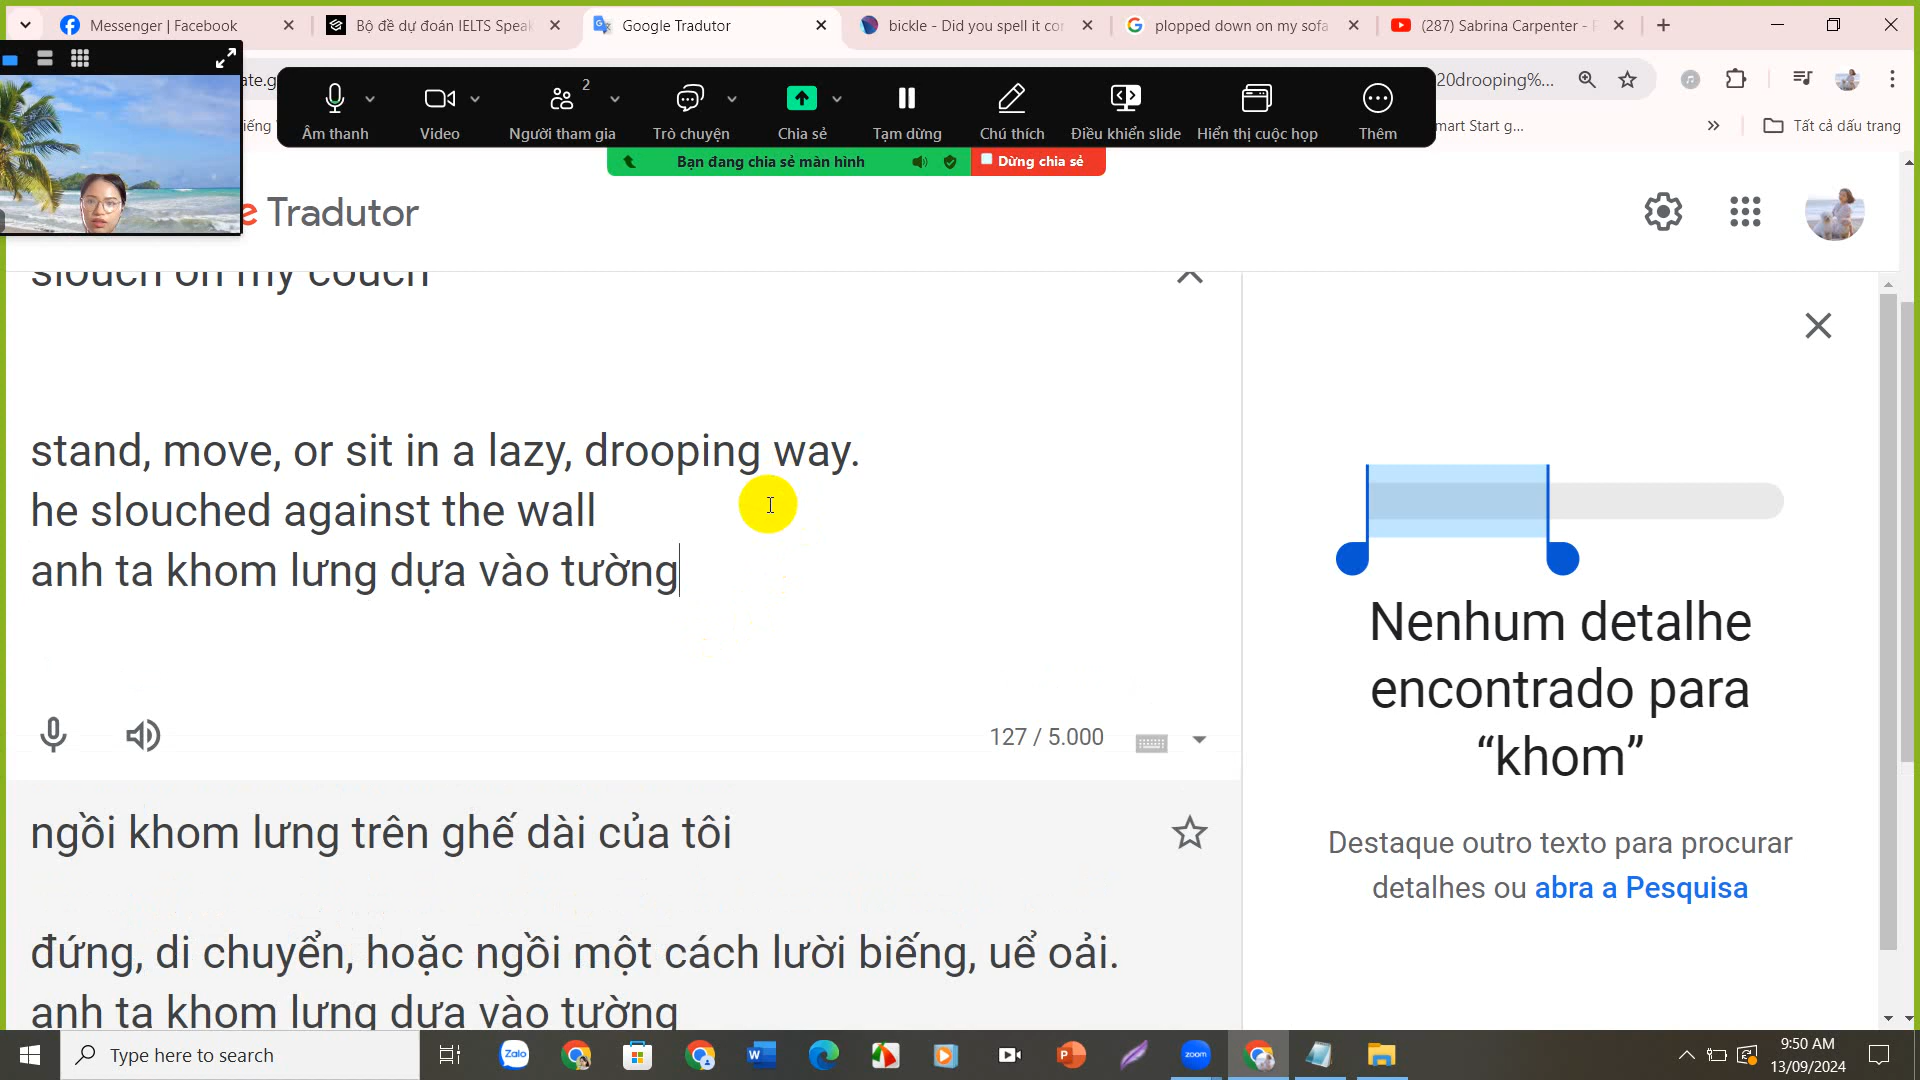 Messenger | Facebook
Bộ đề dự đoán IELTS Speak
Google Tradutor
bickle - Did you spell it cor
plopped down on my sofa
(287) Sabrina Carpenter -
ate.g
20drooping%...
Âm thanh
Video
2
Người tham gia
Trò chuyện
Chia sẻ
Tạm dừng
Chú thích
Điều khiển slide
Hiển thị cuộc họp
Thêm
iếng
mart Start g...
Tất cả dấu trang
Bạn đang chia sẻ màn hình
Dừng chia sẻ
e Tradutor
slouch on my couch
stand, move, or sit in a lazy, drooping way.
he slouched against the wall
anh ta khom lưng dựa vào tường
127 / 5.000
ngồi khom lưng trên ghế dài của tôi
đứng, di chuyển, hoặc ngồi một cách lười biếng, uể oải.
anh ta khom lưng dựa vào tường
Nenhum detalhe
encontrado para
“khom”
Destaque outro texto para procurar
detalhes ou abra a Pesquisa
Type here to search
Zalo
zoom
9:50 AM
13/09/2024